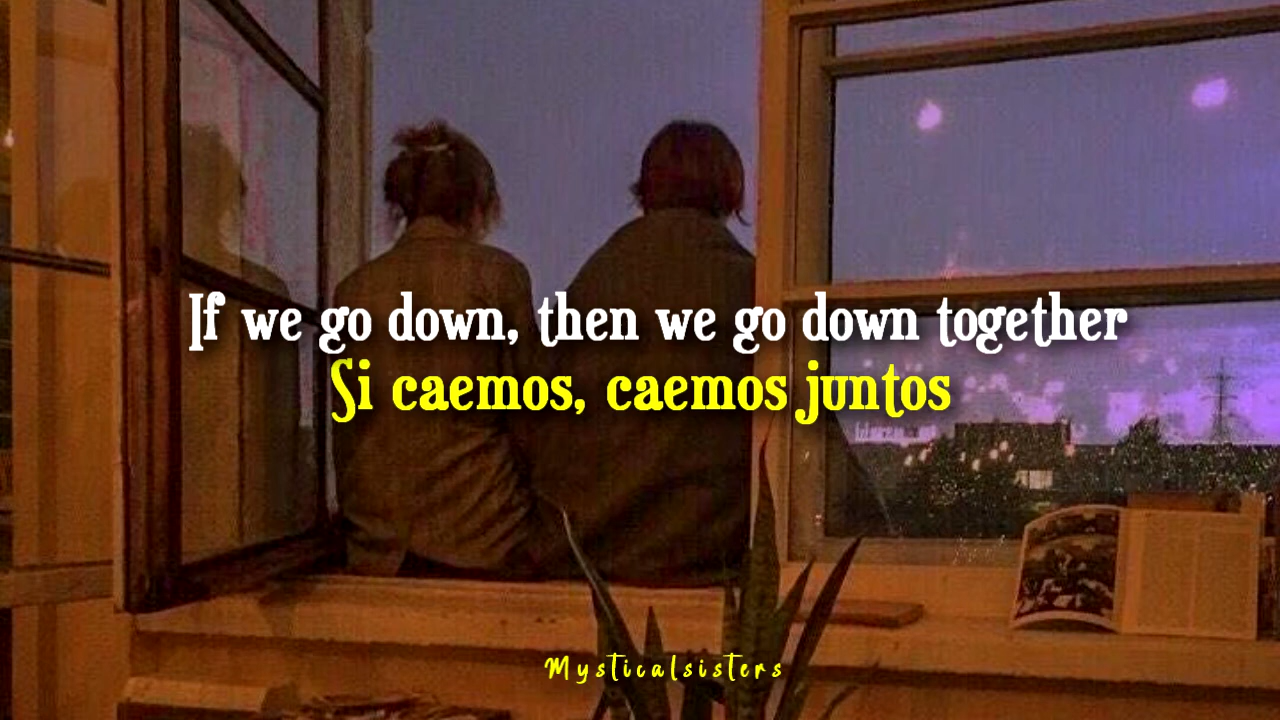 If we go down, then we go down together
Si caemos, caemos juntos
Mysticalsisters